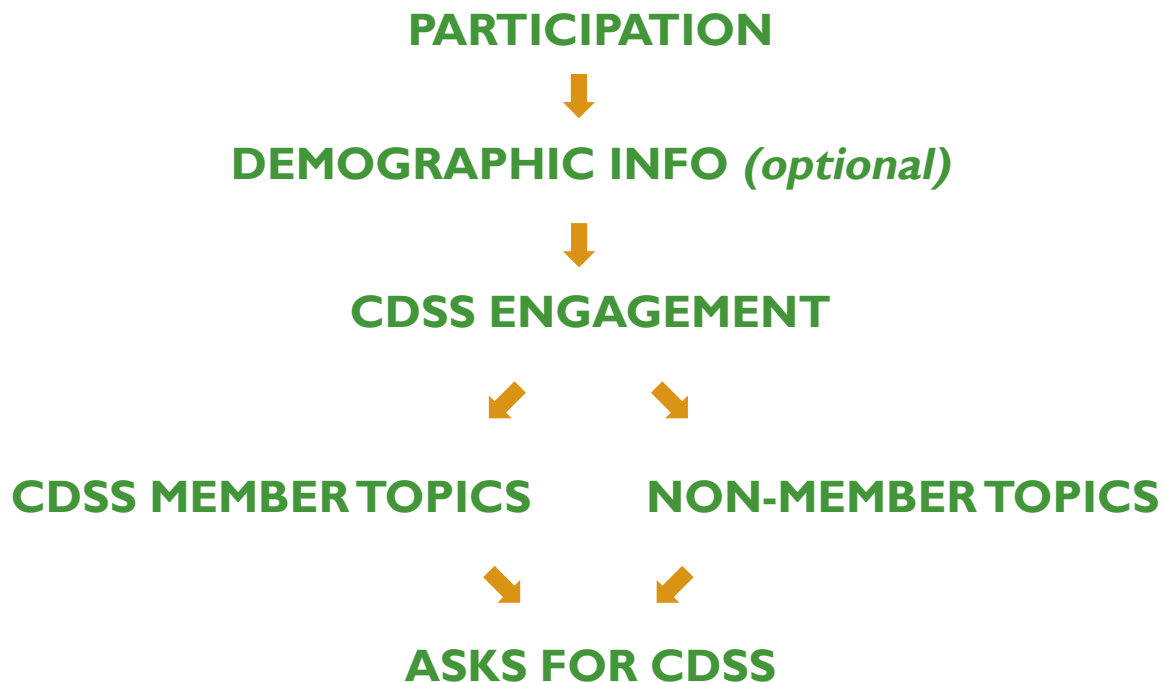 PARTICIPATION
DEMOGRAPHIC INFO (optional)
CDSS ENGAGEMENT
CDSS MEMBER TOPICS
NON-MEMBER TOPICS
ASKS FOR CDSS